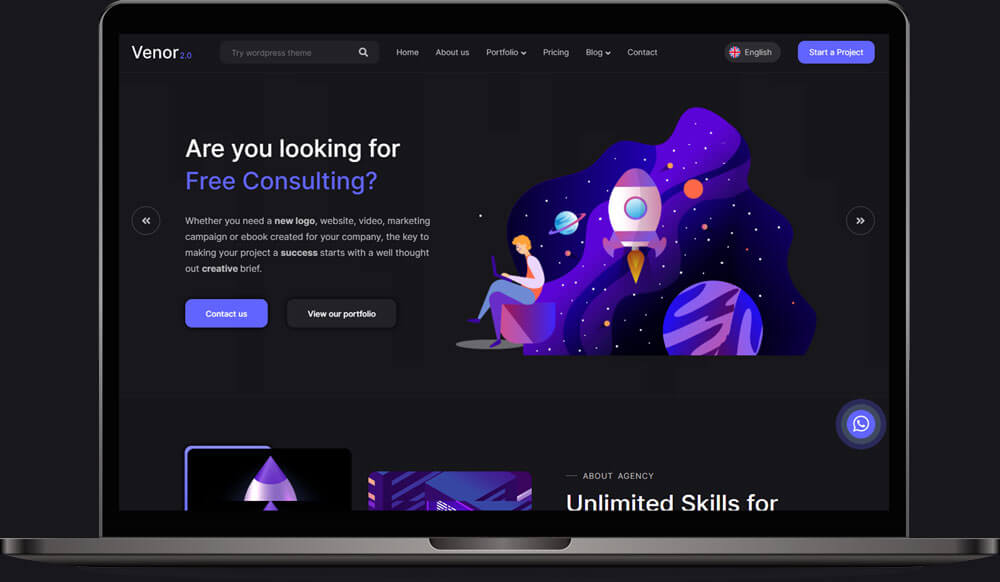 Venor 2.0
Try wordpress theme
Home
About us
Portfolio
Pricing
Blog
Contact
English
Start a Project
Are you looking for
Free Consulting?
Whether you need a new logo, website, video, marketing
campaign or ebook created for your company, the key to
making your project a success starts with a well thought
out creative brief.
Contact us
View our portfolio
ABOUT AGENCY
Unlimited Skills for